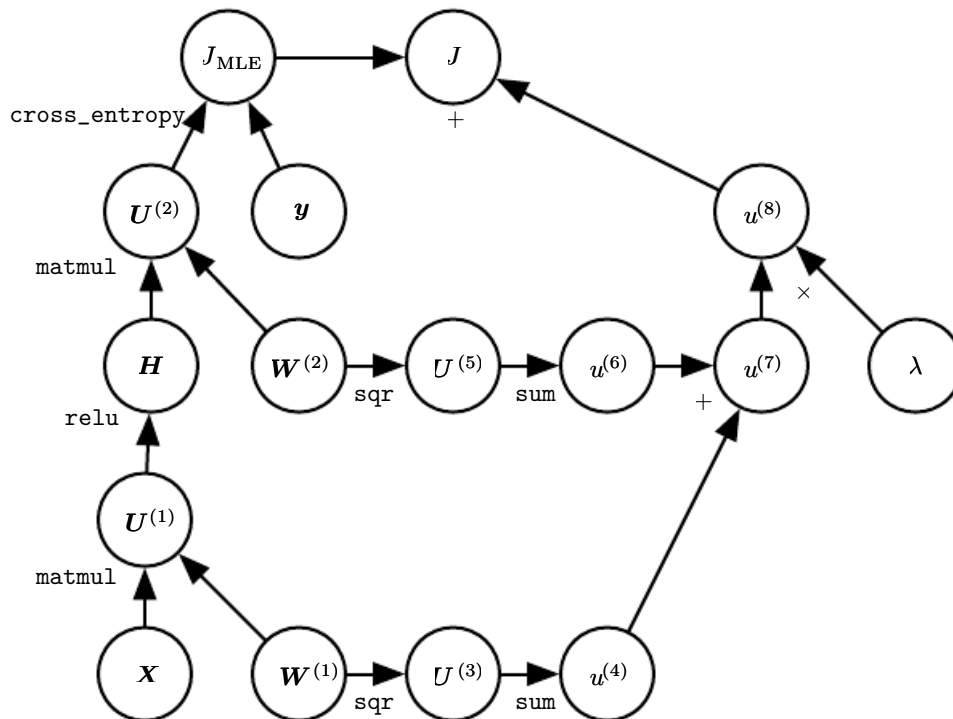 J_MLE J
cross_entropy +
U^(2) y u^(8)
matmul ×
H W^(2) U^(5) u^(6) u^(7) λ
sqr sum +
relu
U^(1)
matmul
X W^(1) U^(3) u^(4)
sqr sum